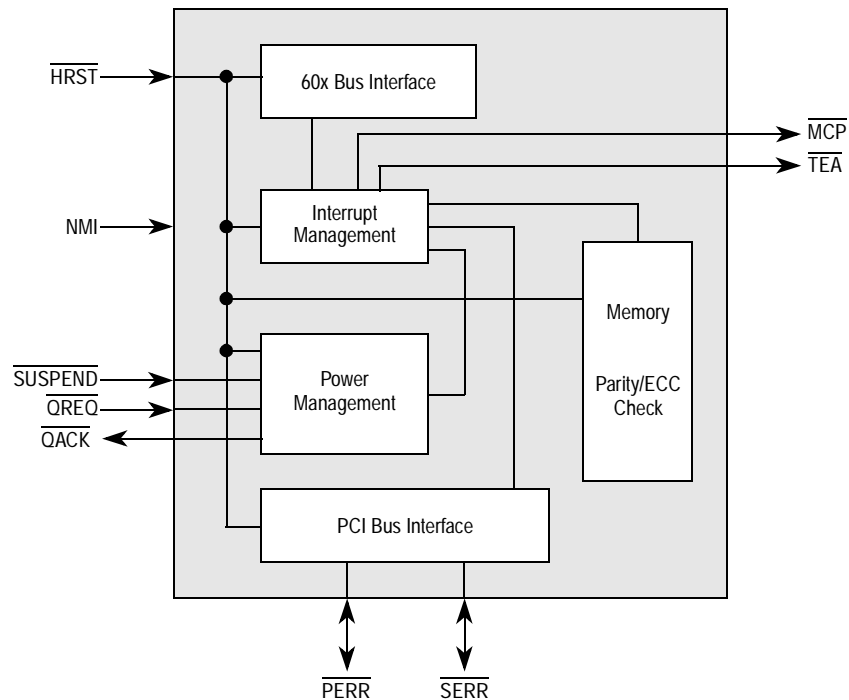 HRST
60x Bus Interface
MCP
TEA
NMI
Interrupt
Management
Memory
Parity/ECC
Check
SUSPEND
QREQ
QACK
Power
Management
PCI Bus Interface
PERR
SERR